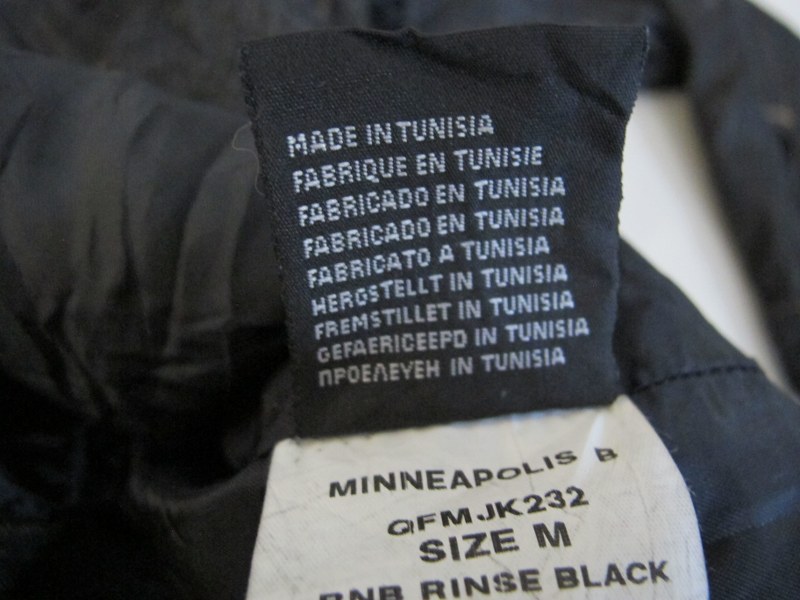 MADE IN TUNISIA
FABRIQUE EN TUNISIE
FABRICADO EN TUNISIA
FABRICADO EN TUNISIA
FABRICATO A TUNISIA
HERGSTELLT IN TUNISIA
FREMSTILLET IN TUNISIA
GEFAERICEEPD IN TUNISIA
ΠΡΟΕΛΕΥΕΗ IN TUNISIA
MINNEAPOLIS B
QFMJK232
SIZE M
RNB RINSE BLACK